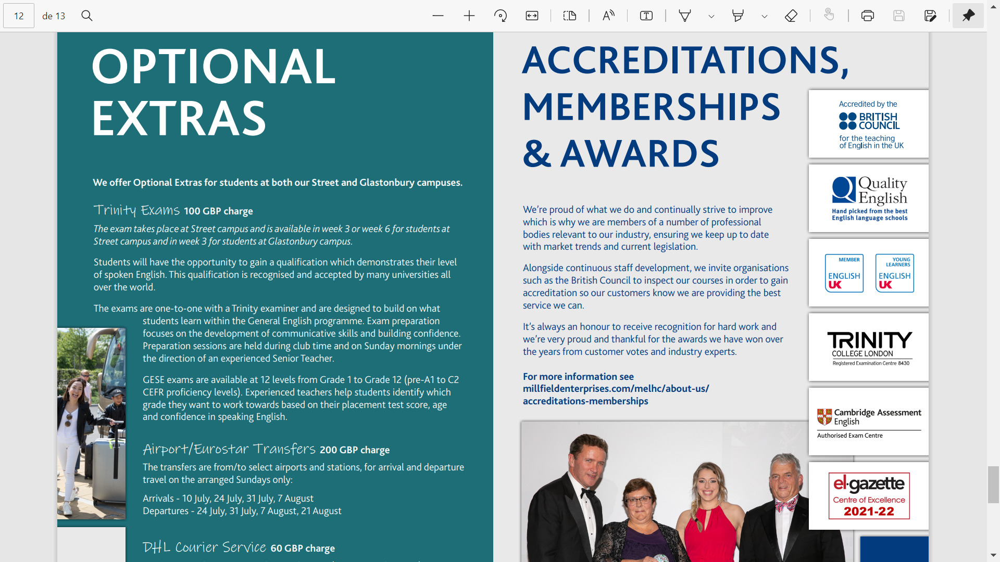 12
de 13
OPTIONAL
EXTRAS
We offer Optional Extras for students at both our Street and Glastonbury campuses.
Trinity Exams 100 GBP charge
The exam takes place at Street campus and is available in week 3 or week 6 for students at
Street campus and in week 3 for students at Glastonbury campus.
Students will have the opportunity to gain a qualification which demonstrates their level
of spoken English. This qualification is recognised and accepted by many universities all
over the world.
The exams are one-to-one with a Trinity examiner and are designed to build on what
students learn within the General English programme. Exam preparation
focuses on the development of communicative skills and building confidence.
Preparation sessions are held during club time and on Sunday mornings under
the direction of an experienced Senior Teacher.
GESE exams are available at 12 levels from Grade 1 to Grade 12 (pre-A1 to C2
CEFR proficiency levels). Experienced teachers help students identify which
grade they want to work towards based on their placement test score, age
and confidence in speaking English.
Airport/Eurostar Transfers 200 GBP charge
The transfers are from/to select airports and stations, for arrival and departure
travel on the arranged Sundays only:
Arrivals - 10 July, 24 July, 31 July, 7 August
Departures - 24 July, 31 July, 7 August, 21 August
DHL Courier Service 60 GBP charge
ACCREDITATIONS,
MEMBERSHIPS
& AWARDS
We're proud of what we do and continually strive to improve
which is why we are members of a number of professional
bodies relevant to our industry, ensuring we keep up to date
with market trends and current legislation.
Alongside continuous staff development, we invite organisations
such as the British Council to inspect our courses in order to gain
accreditation so our customers know we are providing the best
service we can.
It's always an honour to receive recognition for hard work and
we're very proud and thankful for the awards we have won over
the years from customer votes and industry experts.
For more information see
millfieldenterprises.com/melhc/about-us/
accreditations-memberships
Accredited by the
BRITISH
COUNCIL
for the teaching
of English in the UK
Quality
English
Hand picked from the best
English language schools
MEMBER
ENGLISH
UK
YOUNG
LEARNERS
ENGLISH
UK
TRINITY
COLLEGE LONDON
Registered Examination Centre 8430
Cambridge Assessment
English
Authorised Exam Centre
el·gazette
Centre of Excellence
2021-22